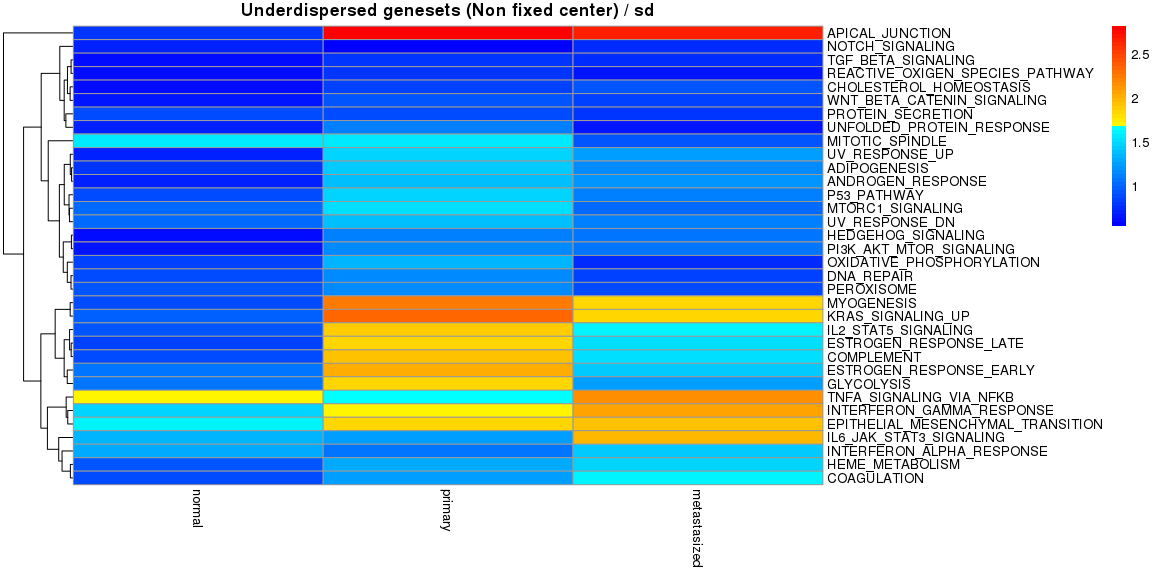 Underdispersed genesets (Non fixed center) / sd
APICAL_JUNCTION
NOTCH_SIGNALING
TGF_BETA_SIGNALING
REACTIVE_OXIGEN_SPECIES_PATHWAY
CHOLESTEROL_HOMEOSTASIS
WNT_BETA_CATENIN_SIGNALING
PROTEIN_SECRETION
UNFOLDED_PROTEIN_RESPONSE
MITOTIC_SPINDLE
UV_RESPONSE_UP
ADIPOGENESIS
ANDROGEN_RESPONSE
P53_PATHWAY
MTORC1_SIGNALING
UV_RESPONSE_DN
HEDGEHOG_SIGNALING
PI3K_AKT_MTOR_SIGNALING
OXIDATIVE_PHOSPHORYLATION
DNA_REPAIR
PEROXISOME
MYOGENESIS
KRAS_SIGNALING_UP
IL2_STAT5_SIGNALING
ESTROGEN_RESPONSE_LATE
COMPLEMENT
ESTROGEN_RESPONSE_EARLY
GLYCOLYSIS
TNFA_SIGNALING_VIA_NFKB
INTERFERON_GAMMA_RESPONSE
EPITHELIAL_MESENCHYMAL_TRANSITION
IL6_JAK_STAT3_SIGNALING
INTERFERON_ALPHA_RESPONSE
HEME_METABOLISM
COAGULATION
normal
primary
metastasized
2.5
2
1.5
1